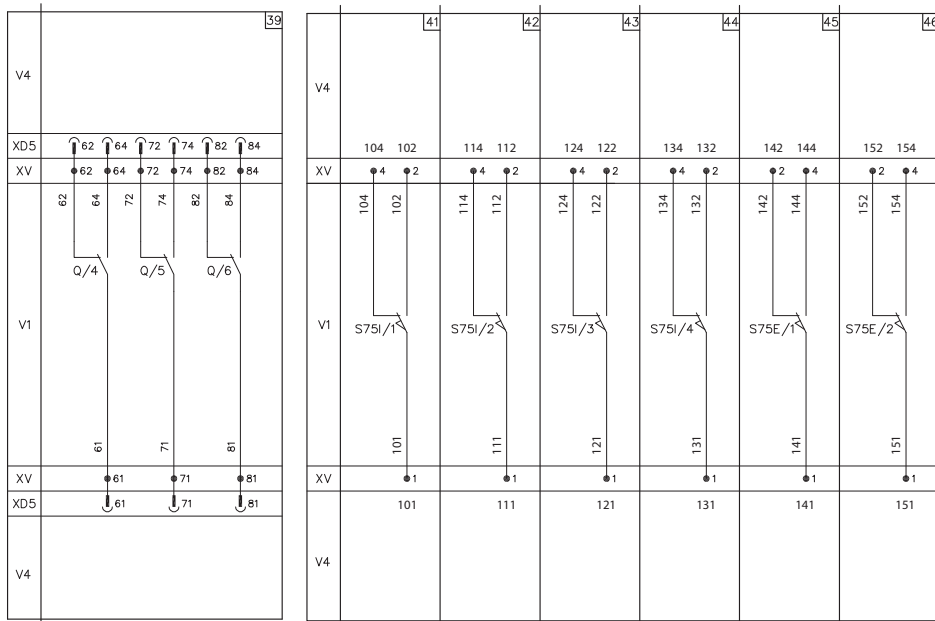 39
V4
XD5 62 64 72 74 82 84
XV 62 64 72 74 82 84
62 64 72 74 82 84
Q/4 Q/5 Q/6
V1
61 71 81
XV 61 71 81
XD5 61 71 81
V4
41 42 43 44 45 46
V4
104 102 114 112 124 122 134 132 142 144 152 154
XV 4 2 4 2 4 2 4 2 2 4 2 4
104 102 114 112 124 122 134 132 142 144 152 154
V1 S75I/1 S75I/2 S75I/3 S75I/4 S75E/1 S75E/2
101 111 121 131 141 151
XV 1 1 1 1 1 1
101 111 121 131 141 151
V4